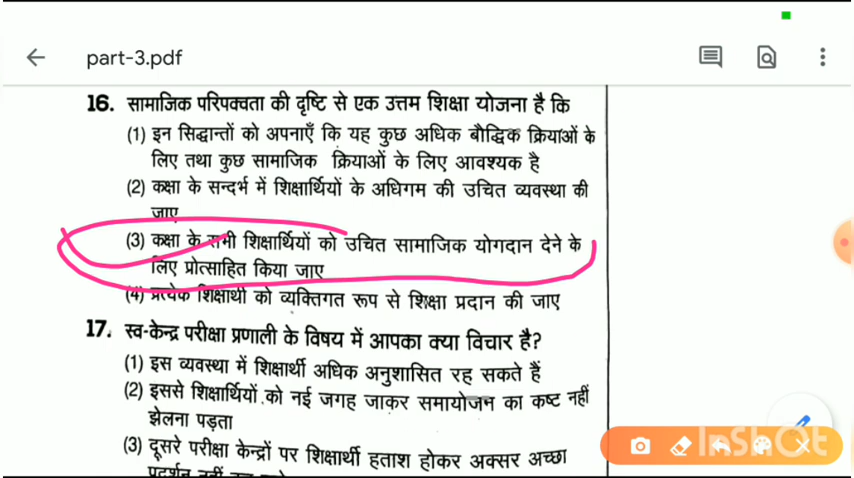 part-3.pdf
16. सामाजिक परिपक्वता की दृष्टि से एक उत्तम शिक्षा योजना है कि
(1) इन सिद्धान्तों को अपनाएँ कि यह कुछ अधिक बौद्धिक क्रियाओं के
लिए तथा कुछ सामाजिक क्रियाओं के लिए आवश्यक है
(2) कक्षा के सन्दर्भ में शिक्षार्थियों के अधिगम की उचित व्यवस्था की
जाए
(3) कक्षा के सभी शिक्षार्थियों को उचित सामाजिक योगदान देने के
लिए प्रोत्साहित किया जाए
(4) प्रत्येक शिक्षार्थी को व्यक्तिगत रूप से शिक्षा प्रदान की जाए
17. स्व-केन्द्र परीक्षा प्रणाली के विषय में आपका क्या विचार है?
(1) इस व्यवस्था में शिक्षार्थी अधिक अनुशासित रह सकते हैं
(2) इससे शिक्षार्थियों को नई जगह जाकर समायोजन का कष्ट नहीं
झेलना पड़ता
(3) दूसरे परीक्षा केन्द्रों पर शिक्षार्थी हताश होकर अक्सर अच्छा
InShOt